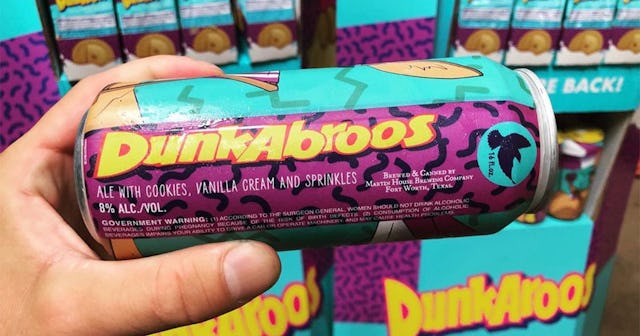 E BACK!
DunkAbroos
ALE WITH COOKIES, VANILLA CREAM AND SPRINKLES
8% ALC./VOL.
BREWED & CANNED BY
MARTIN HOUSE BREWING COMPANY
FORT WORTH, TEXAS
16 fl.oz.
GOVERNMENT WARNING: (1) ACCORDING TO THE SURGEON GENERAL, WOMEN SHOULD NOT DRINK ALCOHOLIC
BEVERAGES DURING PREGNANCY BECAUSE OF THE RISK OF BIRTH DEFECTS. (2) CONSUMPTION OF ALCOHOLIC
BEVERAGES IMPAIRS YOUR ABILITY TO DRIVE A CAR OR OPERATE MACHINERY, AND MAY CAUSE HEALTH PROBLEMS.
Karoos
DunkAroos